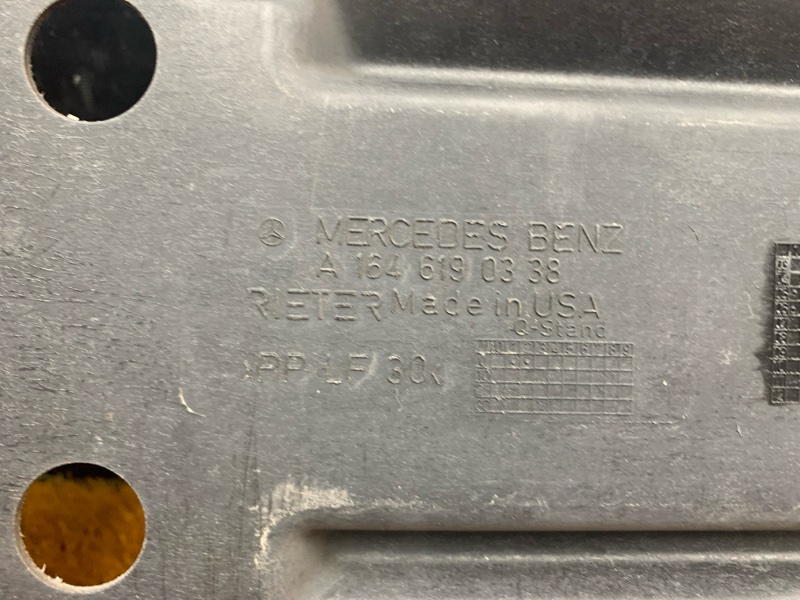 MERCEDES BENZ
A 164 619 03 38
RIETER Made in USA
Q-Stand
PP-LF 30